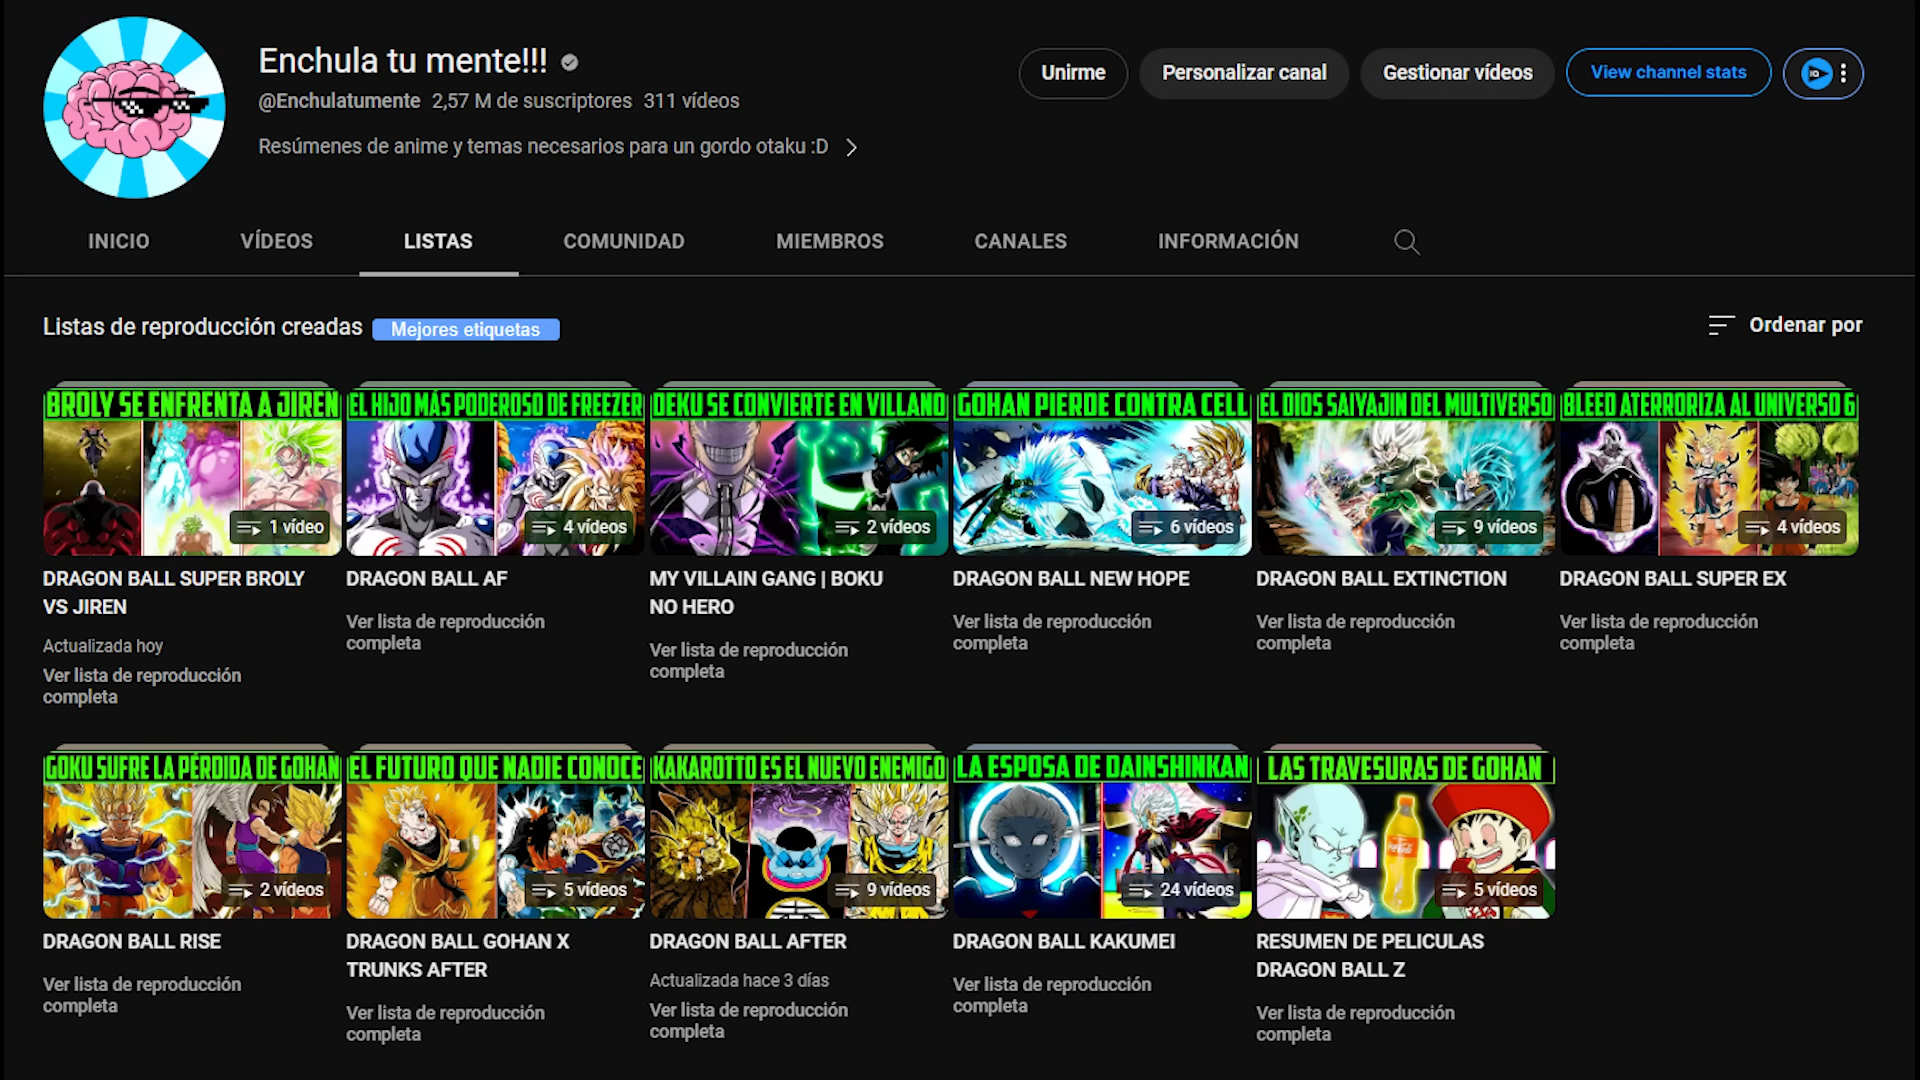 Enchula tu mente!!!
@Enchulatumente 2,57 M de suscriptores 311 vídeos
Resúmenes de anime y temas necesarios para un gordo otaku :D
Unirme
Personalizar canal
Gestionar vídeos
View channel stats
IQ
INICIO
VÍDEOS
LISTAS
COMUNIDAD
MIEMBROS
CANALES
INFORMACIÓN
Listas de reproducción creadas
Mejores etiquetas
Ordenar por
BROLY SE ENFRENTA A JIREN
1 vídeo
DRAGON BALL SUPER BROLY
VS JIREN
Actualizada hoy
Ver lista de reproducción
completa
EL HIJO MÁS PODEROSO DE FREEZER
4 vídeos
DRAGON BALL AF
Ver lista de reproducción
completa
DEKU SE CONVIERTE EN VILLANO
2 vídeos
MY VILLAIN GANG | BOKU
NO HERO
Ver lista de reproducción
completa
GOHAN PIERDE CONTRA CELL
6 vídeos
DRAGON BALL NEW HOPE
Ver lista de reproducción
completa
EL DIOS SAIYAJIN DEL MULTIVERSO
9 vídeos
DRAGON BALL EXTINCTION
Ver lista de reproducción
completa
BLEED ATERRORIZA AL UNIVERSO 6
4 vídeos
DRAGON BALL SUPER EX
Ver lista de reproducción
completa
GOKU SUFRE LA PÉRDIDA DE GOHAN
2 vídeos
DRAGON BALL RISE
Ver lista de reproducción
completa
EL FUTURO QUE NADIE CONOCE
5 vídeos
DRAGON BALL GOHAN X
TRUNKS AFTER
Ver lista de reproducción
completa
KAKAROTTO ES EL NUEVO ENEMIGO
9 vídeos
DRAGON BALL AFTER
Actualizada hace 3 días
Ver lista de reproducción
completa
LA ESPOSA DE DAINSHINKAN
24 vídeos
DRAGON BALL KAKUMEI
Ver lista de reproducción
completa
LAS TRAVESURAS DE GOHAN
Coca-Cola
5 vídeos
RESUMEN DE PELICULAS
DRAGON BALL Z
Ver lista de reproducción
completa